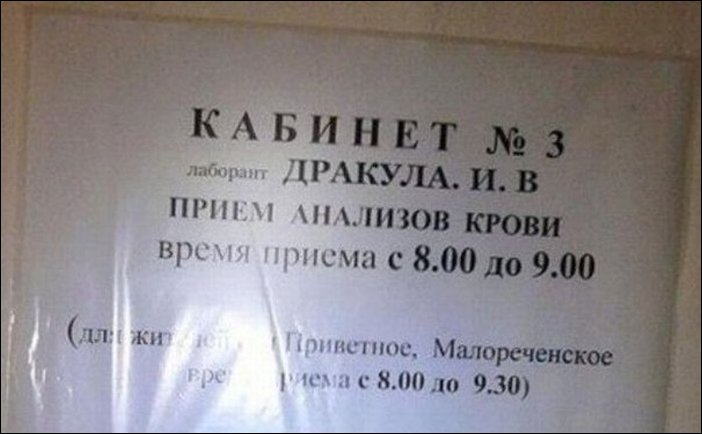 КАБИНЕТ № 3
лаборант ДРАКУЛА. И. В
ПРИЕМ АНАЛИЗОВ КРОВИ
время приема с 8.00 до 9.00
(для Приветное, Малореченское
приема с 8.00 до 9.30)